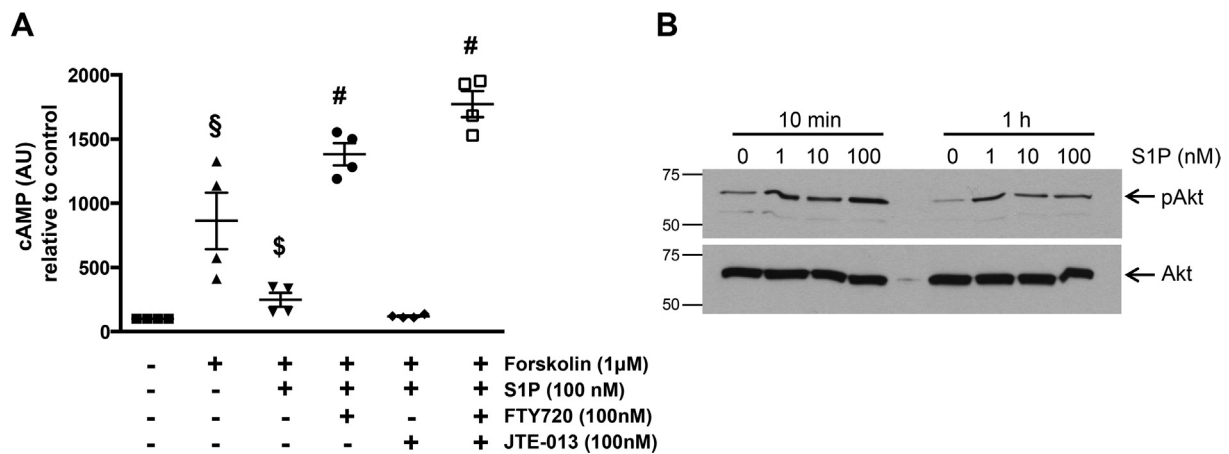 A
cAMP (AU)
relative to control
2000
1500
1000
500
0
§
$
#
#
- + + + + + Forskolin (1µM)
- - + + + + S1P (100 nM)
- - - + - + FTY720 (100nM)
- - - - + + JTE-013 (100nM)
B
10 min 1 h
0 1 10 100 0 1 10 100 S1P (nM)
75
50
pAkt
75
50
Akt